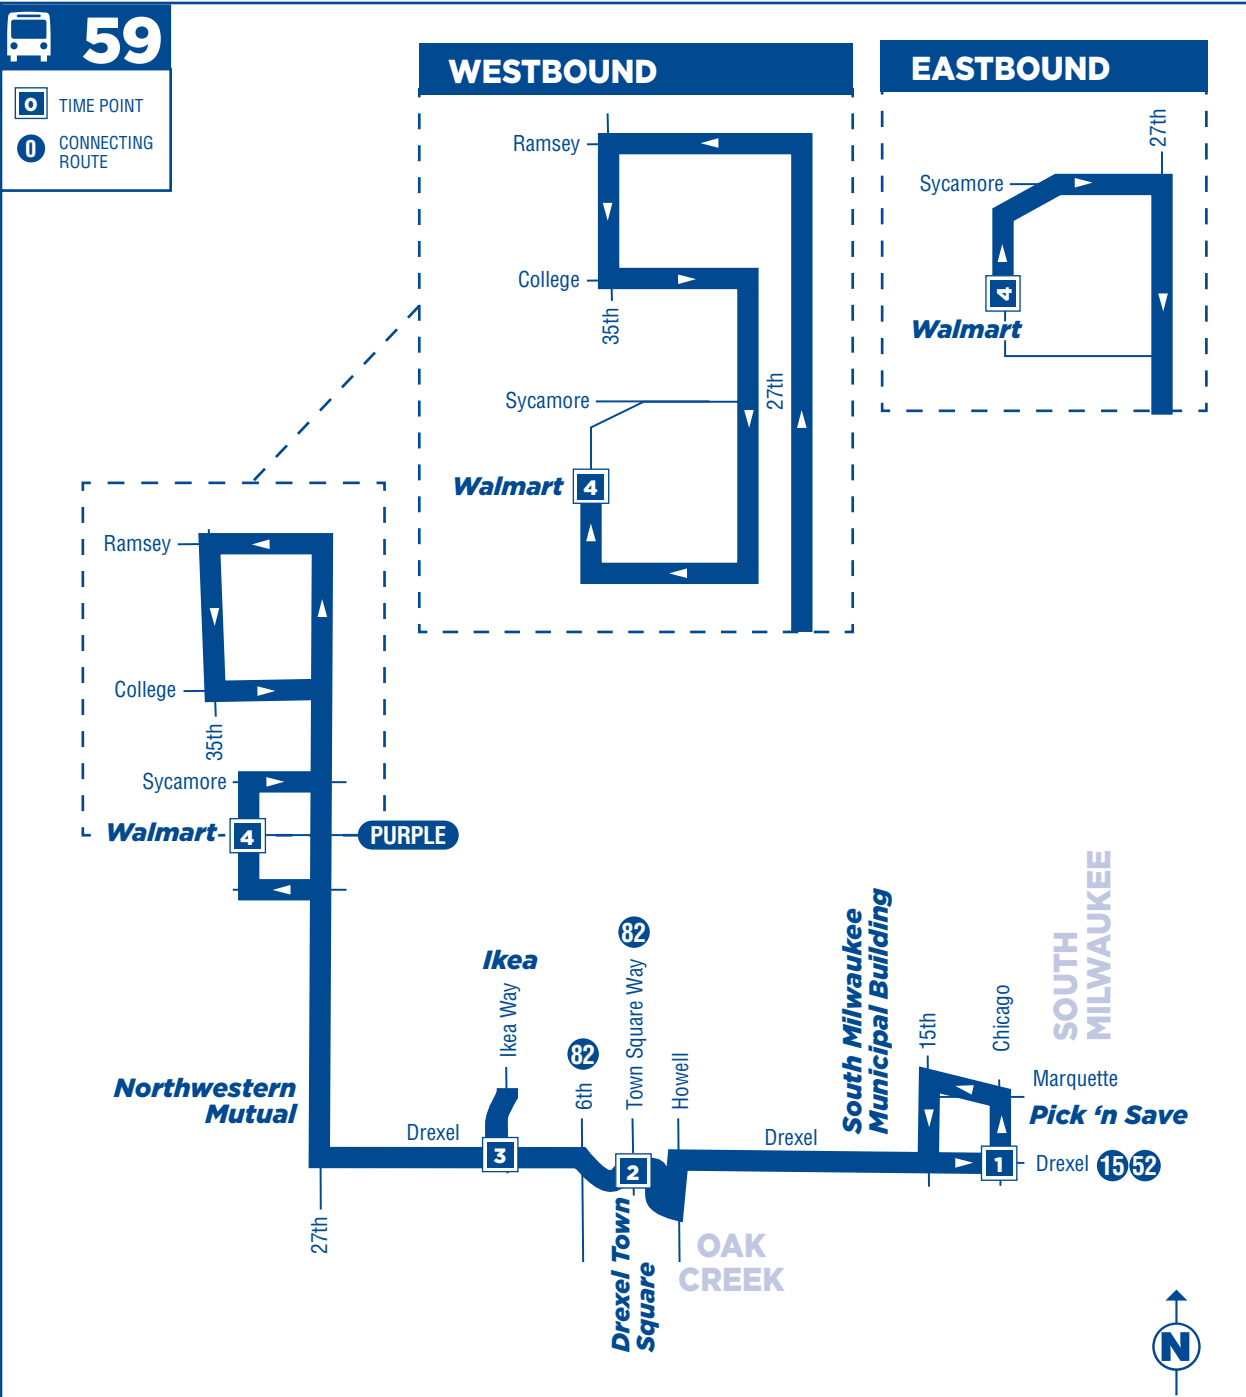 59
0 TIME POINT
0 CONNECTING
ROUTE
WESTBOUND
Ramsey
College
35th
Sycamore
27th
Walmart 4
EASTBOUND
27th
Sycamore
4
Walmart
Ramsey
College
35th
Sycamore
Walmart 4 PURPLE
Northwestern
Mutual
27th
Drexel
Ikea
Ikea Way
3
82
6th
82
Town Square Way
2
Drexel Town
Square
Howell
OAK
CREEK
Drexel
South Milwaukee
Municipal Building
15th
Chicago
SOUTH
MILWAUKEE
Marquette
Pick ‘n Save
1 Drexel 15 52
N